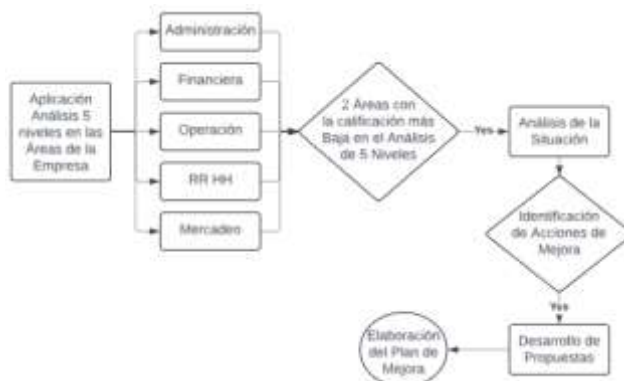 Aplicación
Análisis 5
niveles en las
Áreas de la
Empresa
Administración
Financiera
Operación
RR HH
Mercadeo
2 Áreas con
la calificación más
Baja en el Análisis
de 5 Niveles
Yes
Análisis de la
Situación
Identificación
de Acciones de
Mejora
Yes
Desarrollo de
Propuestas
Elaboración
del Plan de
Mejora